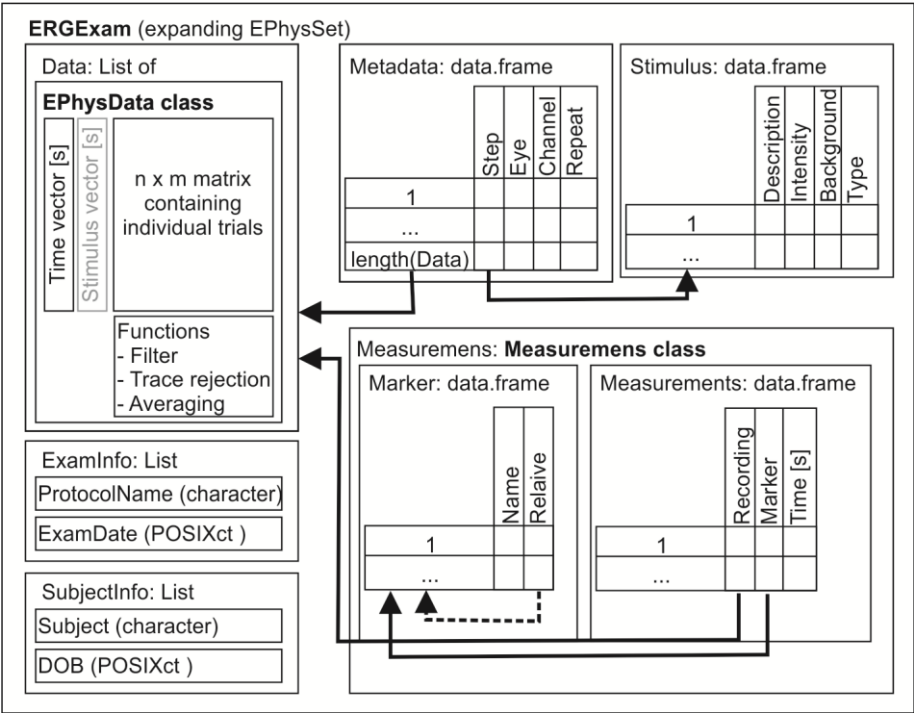 ERGExam (expanding EPhysSet)
Data: List of
EPhysData class
Time vector [s]
Stimulus vector [s]
n x m matrix
containing
individual trials
Functions
- Filter
- Trace rejection
- Averaging
ExamInfo: List
ProtocolName (character)
ExamDate (POSIXct )
SubjectInfo: List
Subject (character)
DOB (POSIXct )
Metadata: data.frame
Step
Eye
Channel
Repeat
1
...
length(Data)
Stimulus: data.frame
Description
Intensity
Background
Type
1
...
Measuremens: Measuremens class
Marker: data.frame
Name
Relaive
1
...
Measurements: data.frame
Recording
Marker
Time [s]
1
...